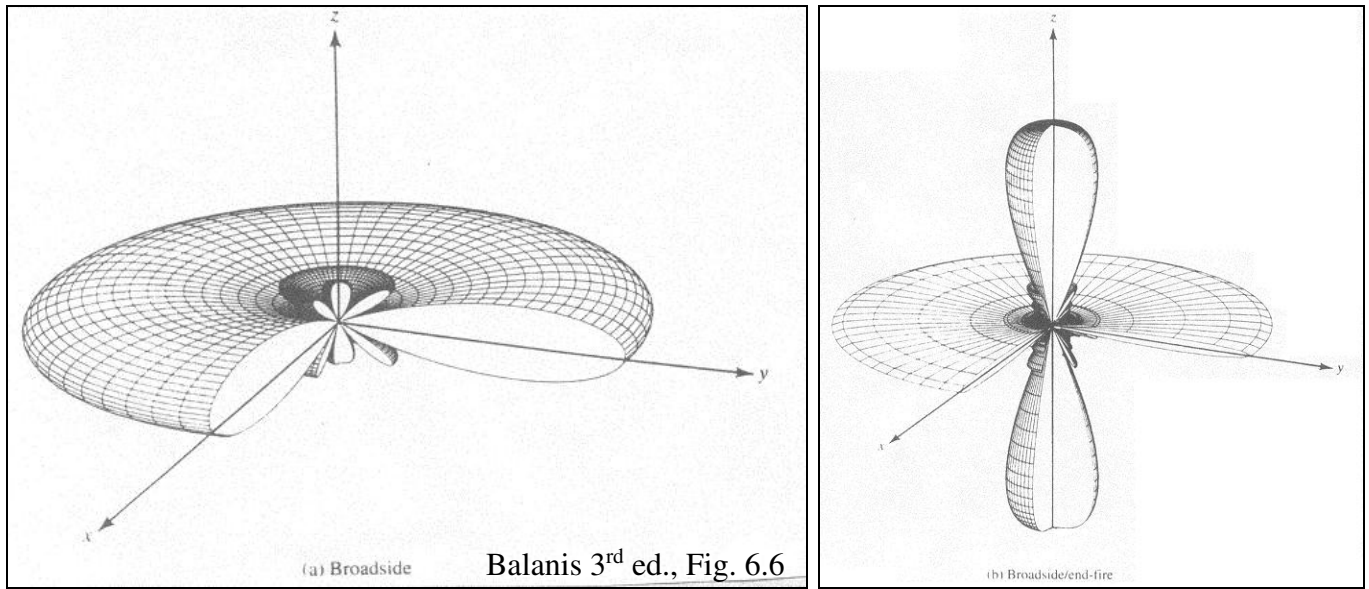 z
y
x
(a) Broadside
Balanis 3rd ed., Fig. 6.6
z
y
x
(b) Broadside/end-fire